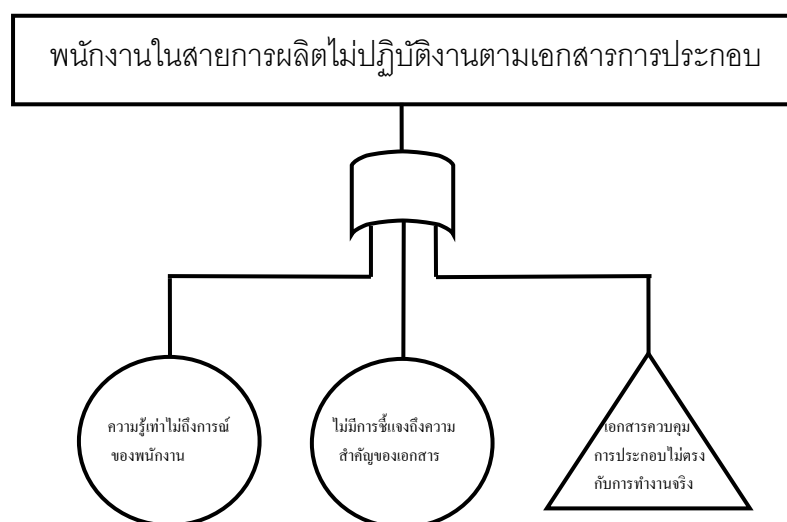 พนักงานในสายการผลิตไม่ปฏิบัติงานตามเอกสารการประกอบ
ความรู้เท่าไม่ถึงการณ์
ของพนักงาน
ไม่มีการชี้แจงถึงความ
สำคัญของเอกสาร
เอกสารควบคุม
การประกอบไม่ตรง
กับการทำงานจริง